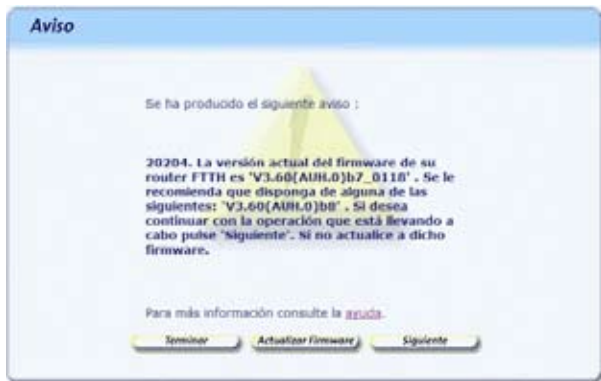 Aviso
Se ha producido el siguiente aviso :
20204. La versión actual del firmware de su
router FTTH es 'V3.60(AUH.0)b7_0118' . Se le
recomienda que disponga de alguna de las
siguientes: 'V3.60(AUH.0)b8' . Si desea
continuar con la operación que está llevando a
cabo pulse 'Siguiente'. Si no actualice a dicho
firmware.
Para más información consulte la ayuda.
Terminar Actualizar Firmware Siguiente